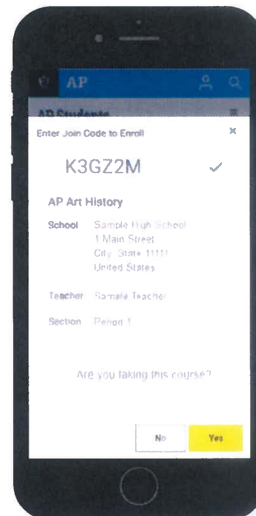 AP
AP Students
Enter Join Code to Enroll
K3GZ2M
AP Art History
School Sample High School
1 Main Street
City, State 11111
United States
Teacher Sample Teacher
Section Period 1
Are you taking this course?
No Yes